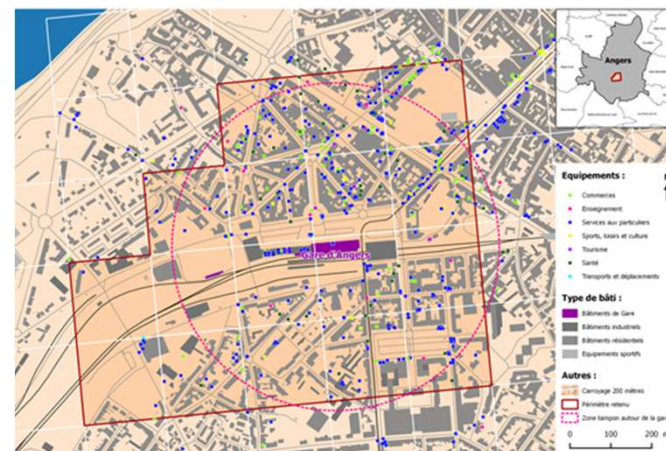 Angers
Equipements :
Commerces
Enseignement
Services aux particuliers
Sports, loisirs et culture
Tourisme
Santé
Transports et déplacements
Gare d'Angers
Type de bâti :
Bâtiments de Gare
Bâtiments industriels
Bâtiments résidentiels
Equipements sportifs
Autres :
Carroyage 200 mètres
Périmètre retenu
Zone tampon autour de la gar
0 100 200 m